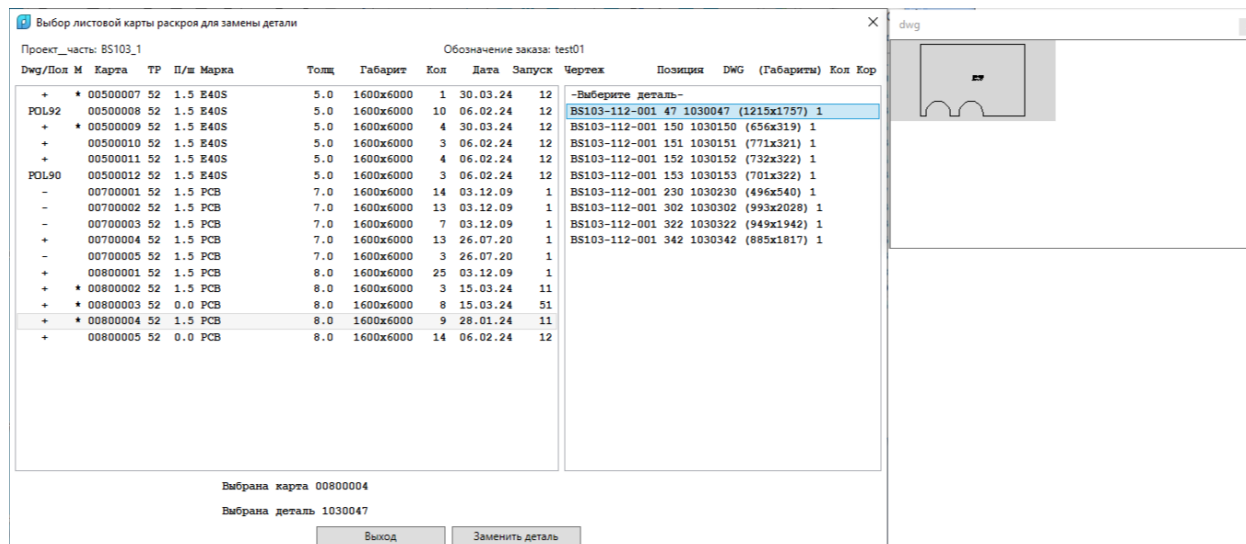 Выбор листовой карты раскроя для замены детали
dwg
Проект__часть: BS103_1 Обозначение заказа: test01
Dwg/Пол М Карта ТР П/ш Марка Толщ Габарит Кол Дата Запуск Чертеж Позиция DWG (Габариты) Кол Кор
+ * 00500007 52 1.5 E40S 5.0 1600x6000 1 30.03.24 12
POL92 00500008 52 1.5 E40S 5.0 1600x6000 10 06.02.24 12
+ * 00500009 52 1.5 E40S 5.0 1600x6000 4 30.03.24 12
+ 00500010 52 1.5 E40S 5.0 1600x6000 3 06.02.24 12
+ 00500011 52 1.5 E40S 5.0 1600x6000 4 06.02.24 12
POL90 00500012 52 1.5 E40S 5.0 1600x6000 3 06.02.24 12
- 00700001 52 1.5 PCB 7.0 1600x6000 14 03.12.09 1
- 00700002 52 1.5 PCB 7.0 1600x6000 13 03.12.09 1
- 00700003 52 1.5 PCB 7.0 1600x6000 7 03.12.09 1
+ 00700004 52 1.5 PCB 7.0 1600x6000 13 26.07.20 1
- 00700005 52 1.5 PCB 7.0 1600x6000 3 26.07.20 1
+ 00800001 52 1.5 PCB 8.0 1600x6000 25 03.12.09 1
+ * 00800002 52 1.5 PCB 8.0 1600x6000 3 15.03.24 11
+ * 00800003 52 0.0 PCB 8.0 1600x6000 8 15.03.24 51
+ * 00800004 52 1.5 PCB 8.0 1600x6000 9 28.01.24 11
+ 00800005 52 0.0 PCB 8.0 1600x6000 14 06.02.24 12
-Выберите деталь-
BS103-112-001 47 1030047 (1215x1757) 1
BS103-112-001 150 1030150 (656x319) 1
BS103-112-001 151 1030151 (771x321) 1
BS103-112-001 152 1030152 (732x322) 1
BS103-112-001 153 1030153 (701x322) 1
BS103-112-001 230 1030230 (496x540) 1
BS103-112-001 302 1030302 (993x2028) 1
BS103-112-001 322 1030322 (949x1942) 1
BS103-112-001 342 1030342 (885x1817) 1
Выбрана карта 00800004
Выбрана деталь 1030047
Выход
Заменить деталь